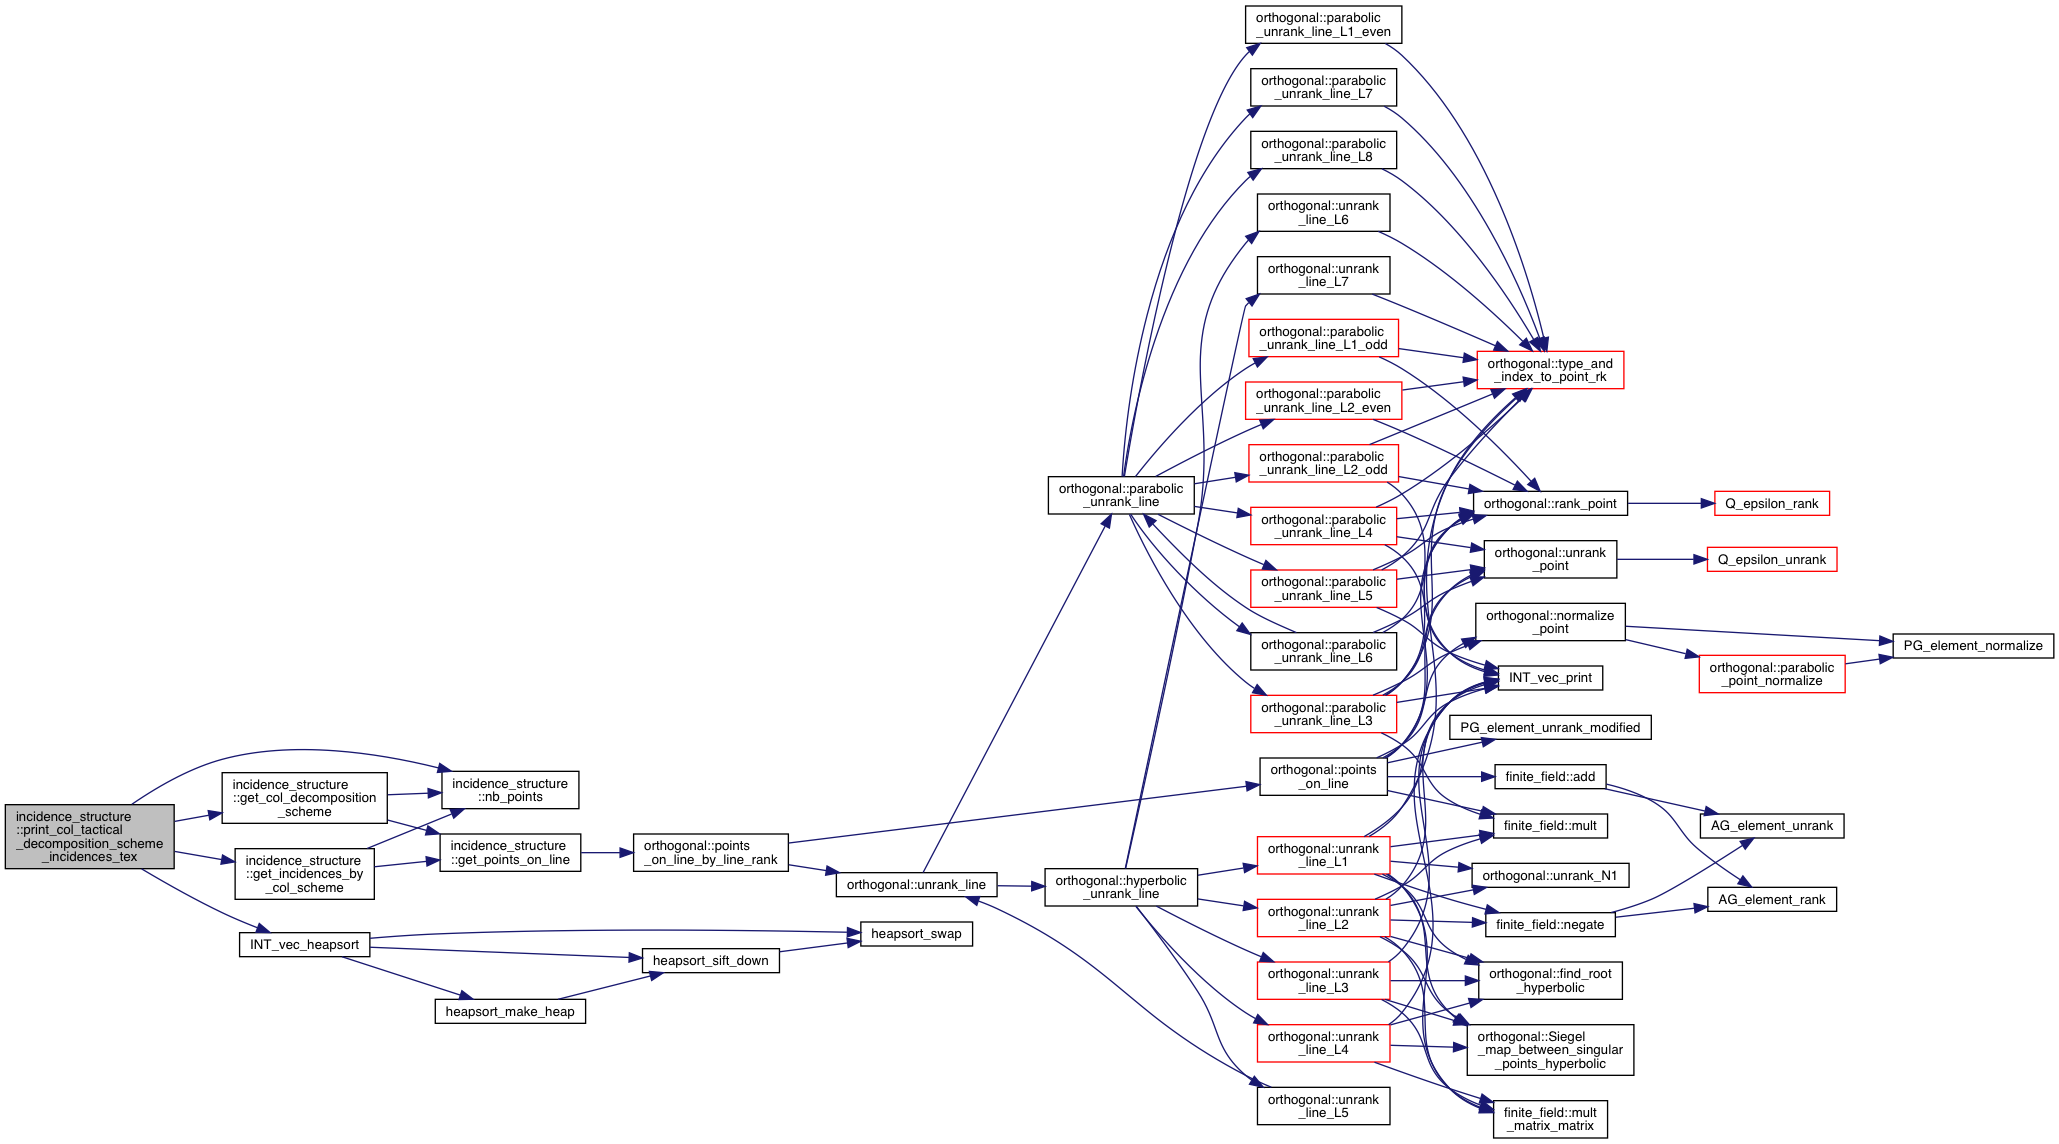 incidence_structure
::print_col_tactical
_decomposition_scheme
_incidences_tex
incidence_structure
::get_col_decomposition
_scheme
incidence_structure
::get_incidences_by
_col_scheme
INT_vec_heapsort
incidence_structure
::nb_points
incidence_structure
::get_points_on_line
heapsort_make_heap
orthogonal::points
_on_line_by_line_rank
heapsort_sift_down
orthogonal::unrank_line
heapsort_swap
orthogonal::parabolic
_unrank_line
orthogonal::hyperbolic
_unrank_line
orthogonal::parabolic
_unrank_line_L1_even
orthogonal::parabolic
_unrank_line_L7
orthogonal::parabolic
_unrank_line_L8
orthogonal::unrank
_line_L6
orthogonal::unrank
_line_L7
orthogonal::parabolic
_unrank_line_L1_odd
orthogonal::parabolic
_unrank_line_L2_even
orthogonal::parabolic
_unrank_line_L2_odd
orthogonal::parabolic
_unrank_line_L4
orthogonal::parabolic
_unrank_line_L5
orthogonal::parabolic
_unrank_line_L6
orthogonal::parabolic
_unrank_line_L3
orthogonal::points
_on_line
orthogonal::unrank
_line_L1
orthogonal::unrank
_line_L2
orthogonal::unrank
_line_L3
orthogonal::unrank
_line_L4
orthogonal::unrank
_line_L5
orthogonal::type_and
_index_to_point_rk
orthogonal::rank_point
orthogonal::unrank
_point
orthogonal::normalize
_point
INT_vec_print
PG_element_unrank_modified
finite_field::add
finite_field::mult
orthogonal::unrank_N1
finite_field::negate
orthogonal::find_root
_hyperbolic
orthogonal::Siegel
_map_between_singular
_points_hyperbolic
finite_field::mult
_matrix_matrix
Q_epsilon_rank
Q_epsilon_unrank
orthogonal::parabolic
_point_normalize
AG_element_unrank
AG_element_rank
PG_element_normalize